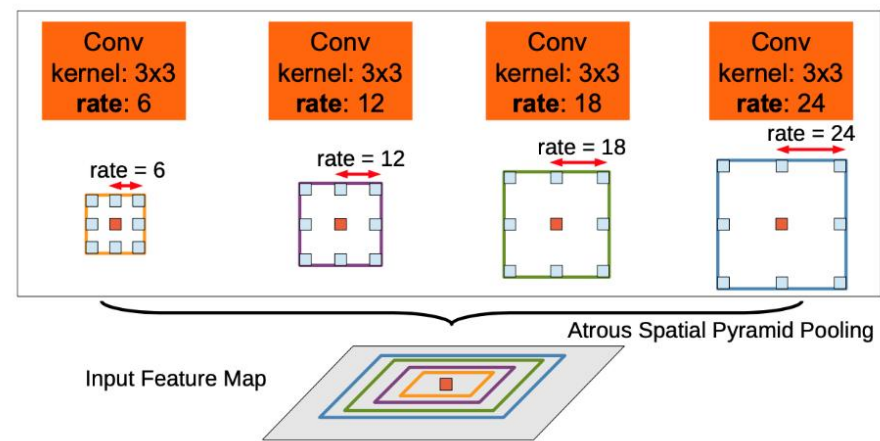 Conv
kernel: 3x3
rate: 6
Conv
kernel: 3x3
rate: 12
Conv
kernel: 3x3
rate: 18
Conv
kernel: 3x3
rate: 24
rate = 6
rate = 12
rate = 18
rate = 24
Atrous Spatial Pyramid Pooling
Input Feature Map